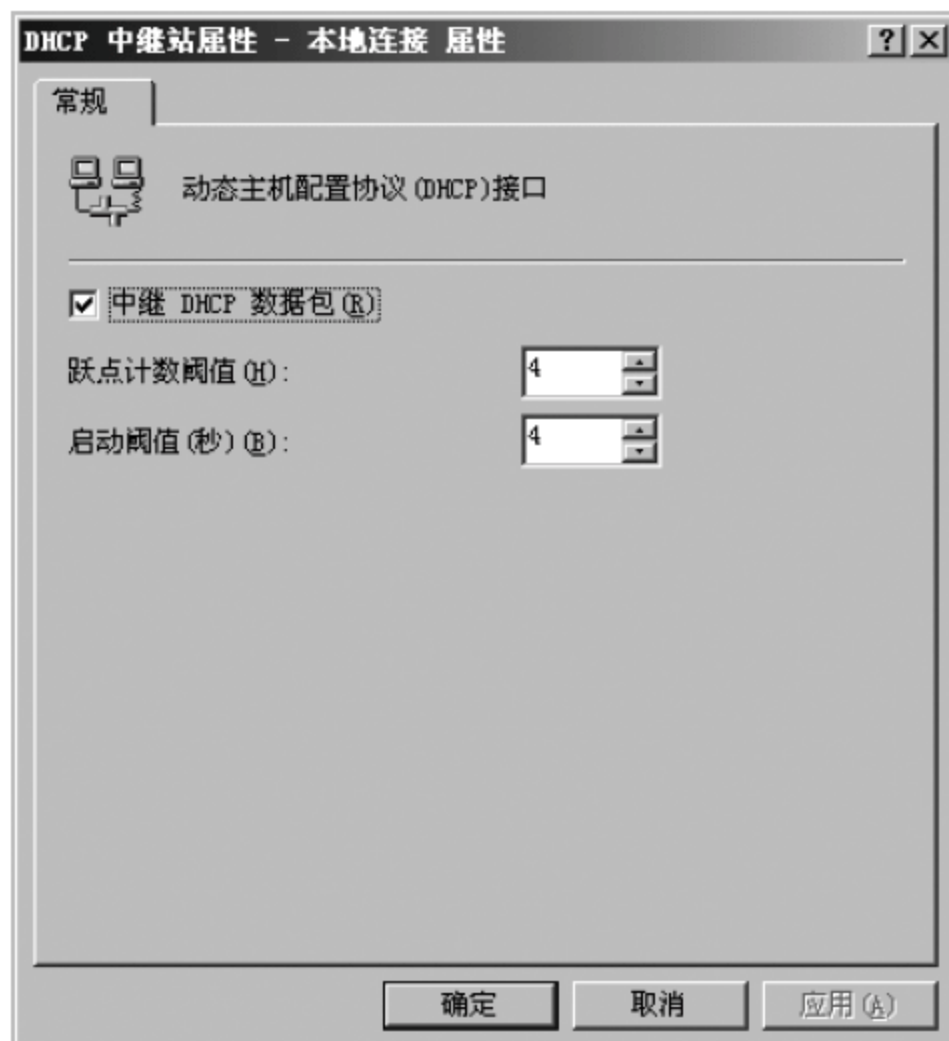 DHCP 中继站属性 - 本地连接 属性
常规
动态主机配置协议(DHCP)接口
中继 DHCP 数据包(R)
跃点计数阈值(H): 4
启动阈值(秒)(B): 4
确定 取消 应用(A)